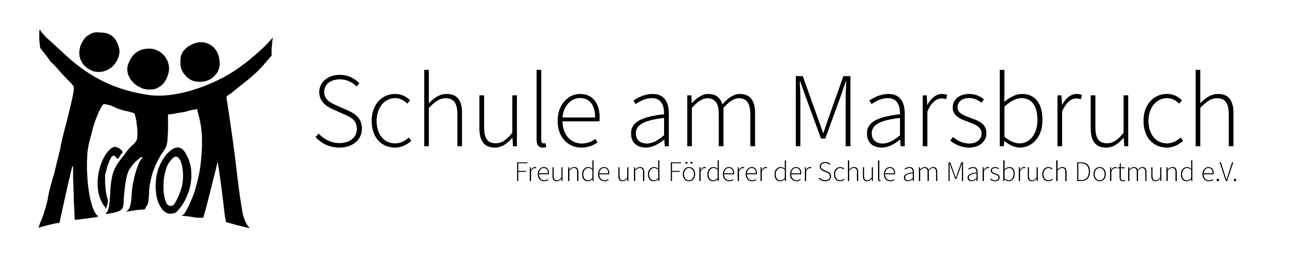 Schule am Marsbruch
Freunde und Förderer der Schule am Marsbruch Dortmund e.V.